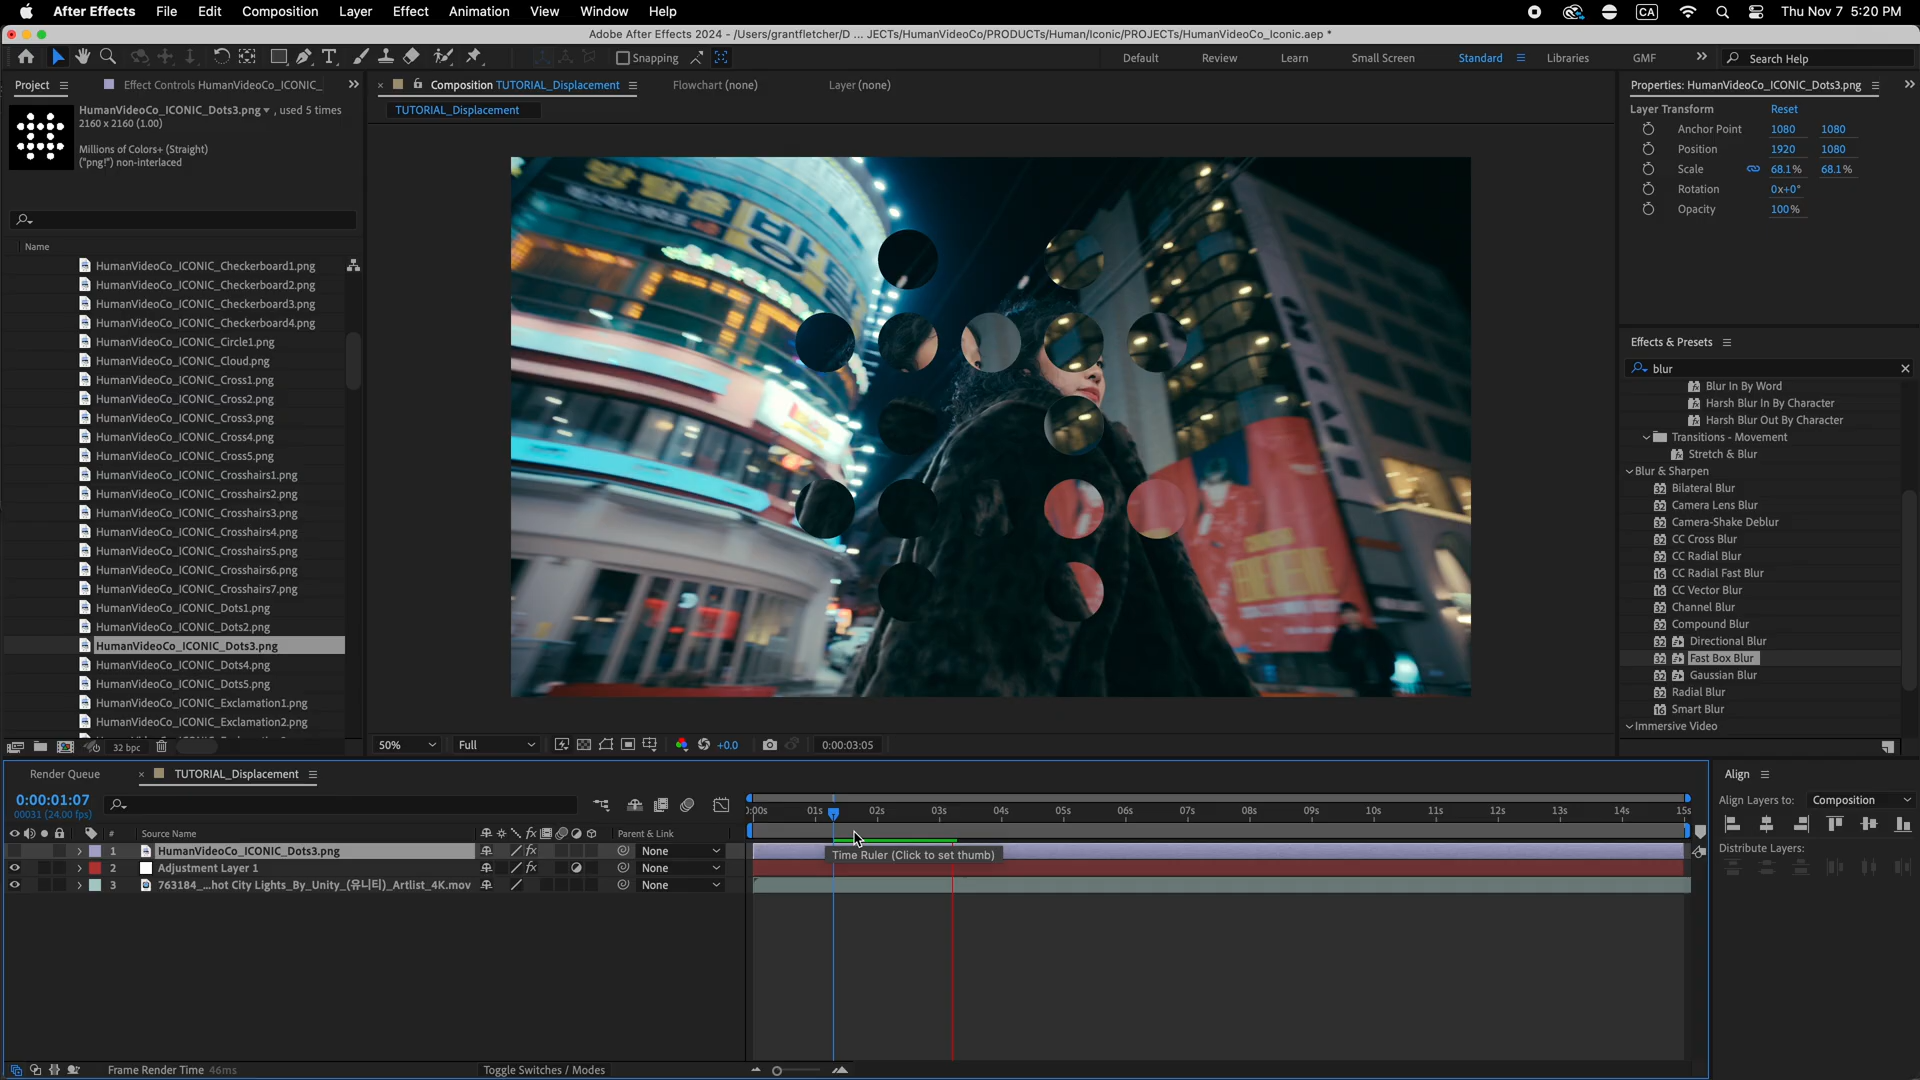 After Effects File Edit Composition Layer Effect Animation View Window Help CA Thu Nov 7 5:20 PM
Adobe After Effects 2024 - /Users/grantfletcher/D ... JECTs/HumanVideoCo/PRODUCTs/Human/Iconic/PROJECTs/HumanVideoCo_Iconic.aep *
Snapping Default Review Learn Small Screen Standard Libraries GMF Search Help
Project Effect Controls HumanVideoCo_ICONIC_
HumanVideoCo_ICONIC_Dots3.png , used 5 times
2160 x 2160 (1.00)
Millions of Colors+ (Straight)
("png!") non-interlaced
Name
HumanVideoCo_ICONIC_Checkerboard1.png
HumanVideoCo_ICONIC_Checkerboard2.png
HumanVideoCo_ICONIC_Checkerboard3.png
HumanVideoCo_ICONIC_Checkerboard4.png
HumanVideoCo_ICONIC_Circle1.png
HumanVideoCo_ICONIC_Cloud.png
HumanVideoCo_ICONIC_Cross1.png
HumanVideoCo_ICONIC_Cross2.png
HumanVideoCo_ICONIC_Cross3.png
HumanVideoCo_ICONIC_Cross4.png
HumanVideoCo_ICONIC_Cross5.png
HumanVideoCo_ICONIC_Crosshairs1.png
HumanVideoCo_ICONIC_Crosshairs2.png
HumanVideoCo_ICONIC_Crosshairs3.png
HumanVideoCo_ICONIC_Crosshairs4.png
HumanVideoCo_ICONIC_Crosshairs5.png
HumanVideoCo_ICONIC_Crosshairs6.png
HumanVideoCo_ICONIC_Crosshairs7.png
HumanVideoCo_ICONIC_Dots1.png
HumanVideoCo_ICONIC_Dots2.png
HumanVideoCo_ICONIC_Dots3.png
HumanVideoCo_ICONIC_Dots4.png
HumanVideoCo_ICONIC_Dots5.png
HumanVideoCo_ICONIC_Exclamation1.png
HumanVideoCo_ICONIC_Exclamation2.png
32 bpc
Composition TUTORIAL_Displacement Flowchart (none) Layer (none)
TUTORIAL_Displacement
50% Full +0.0 0:00:03:05
Properties: HumanVideoCo_ICONIC_Dots3.png
Layer Transform Reset
Anchor Point 1080 1080
Position 1920 1080
Scale 68.1% 68.1%
Rotation 0x+0°
Opacity 100%
Effects & Presets
blur
Blur In By Word
Harsh Blur In By Character
Harsh Blur Out By Character
Transitions - Movement
Stretch & Blur
Blur & Sharpen
Bilateral Blur
Camera Lens Blur
Camera-Shake Deblur
CC Cross Blur
CC Radial Blur
CC Radial Fast Blur
CC Vector Blur
Channel Blur
Compound Blur
Directional Blur
Fast Box Blur
Gaussian Blur
Radial Blur
Smart Blur
Immersive Video
Render Queue TUTORIAL_Displacement
0:00:01:07
00031 (24.00 fps)
:00s 01s 02s 03s 04s 05s 06s 07s 08s 09s 10s 11s 12s 13s 14s 15s
# Source Name Parent & Link
1 HumanVideoCo_ICONIC_Dots3.png None
Time Ruler (Click to set thumb)
2 Adjustment Layer 1 None
3 763184_...hot City Lights_By_Unity_(유니티)_Artlist_4K.mov None
Frame Render Time 46ms Toggle Switches / Modes
Align
Align Layers to: Composition
Distribute Layers: